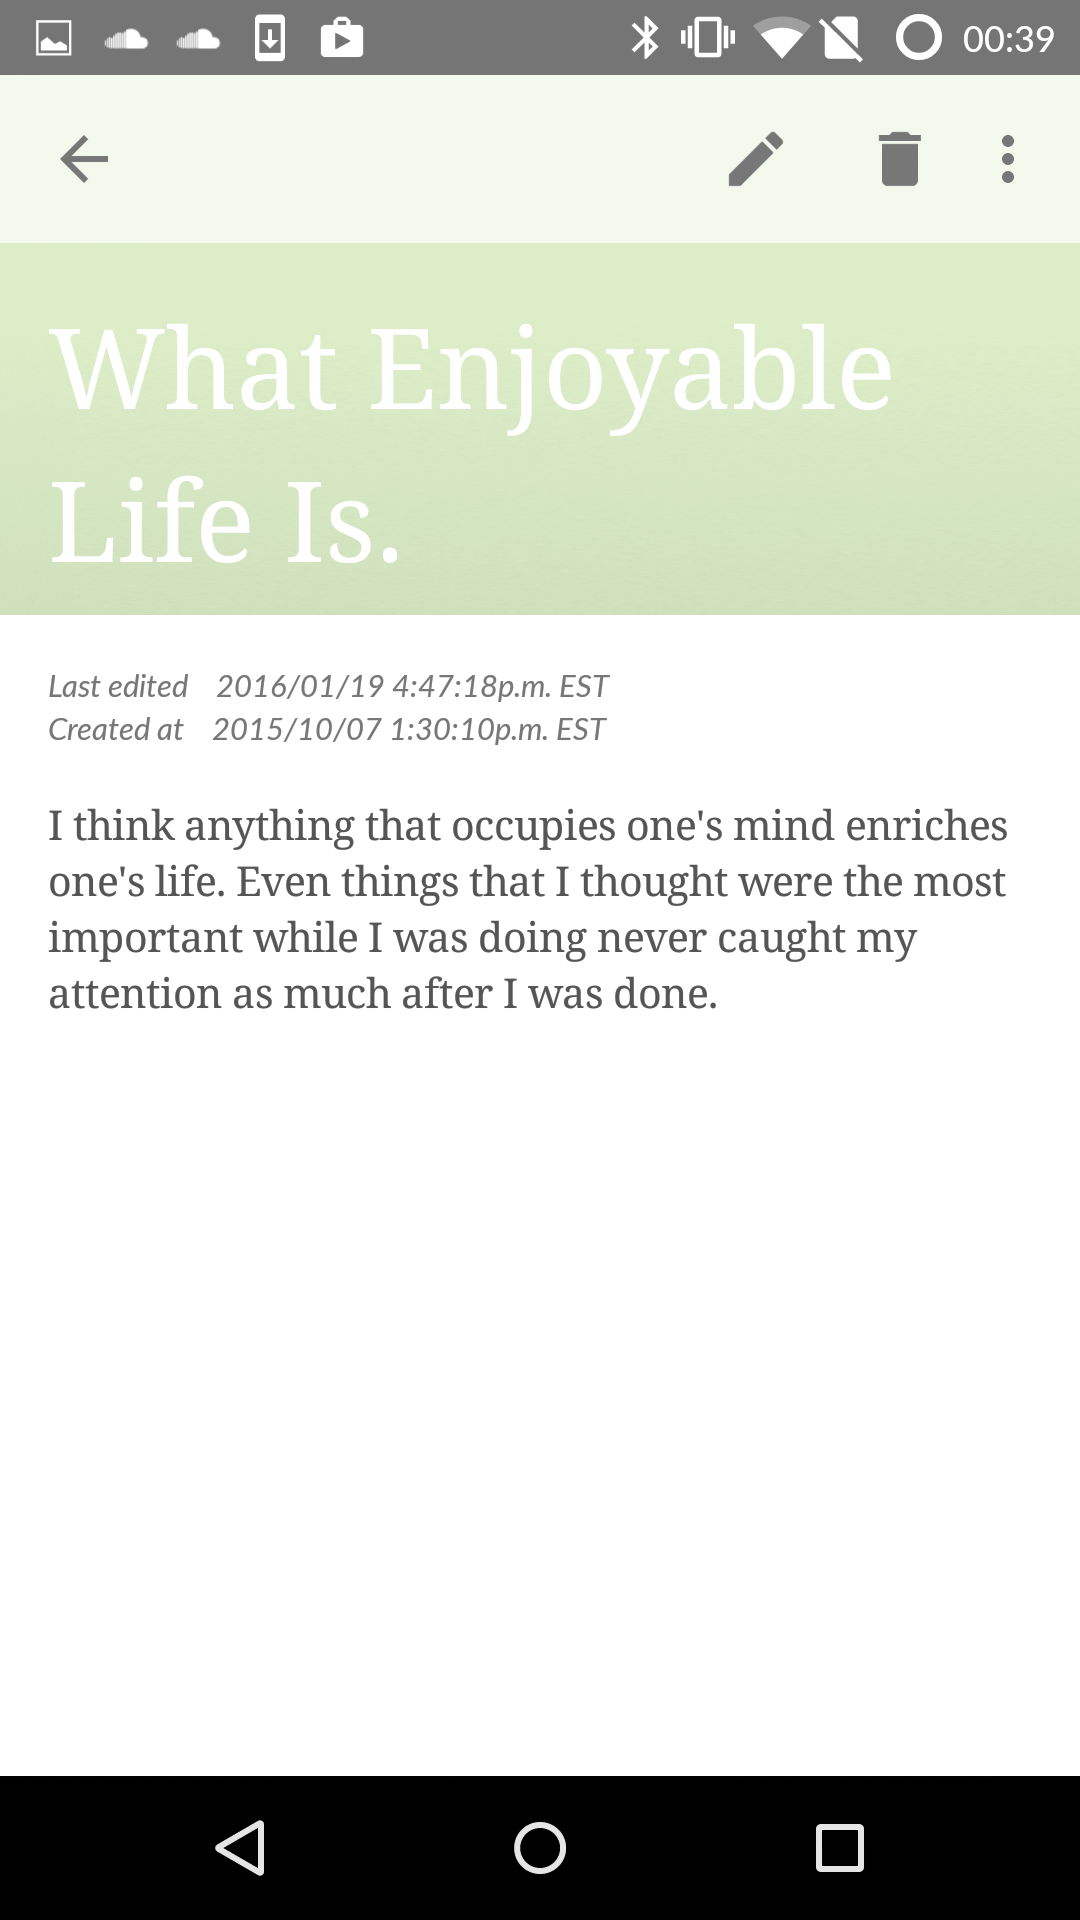 00:39
What Enjoyable
Life Is.
Last edited 2016/01/19 4:47:18p.m. EST
Created at 2015/10/07 1:30:10p.m. EST
I think anything that occupies one's mind enriches
one's life. Even things that I thought were the most
important while I was doing never caught my
attention as much after I was done.